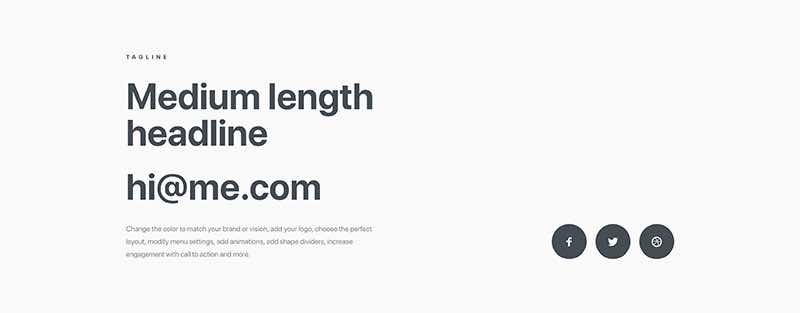 TAGLINE
Medium length
headline
hi@me.com
Change the color to match your brand or vision, add your logo, choose the perfect
layout, modify menu settings, add animations, add shape dividers, increase
engagement with call to action and more.